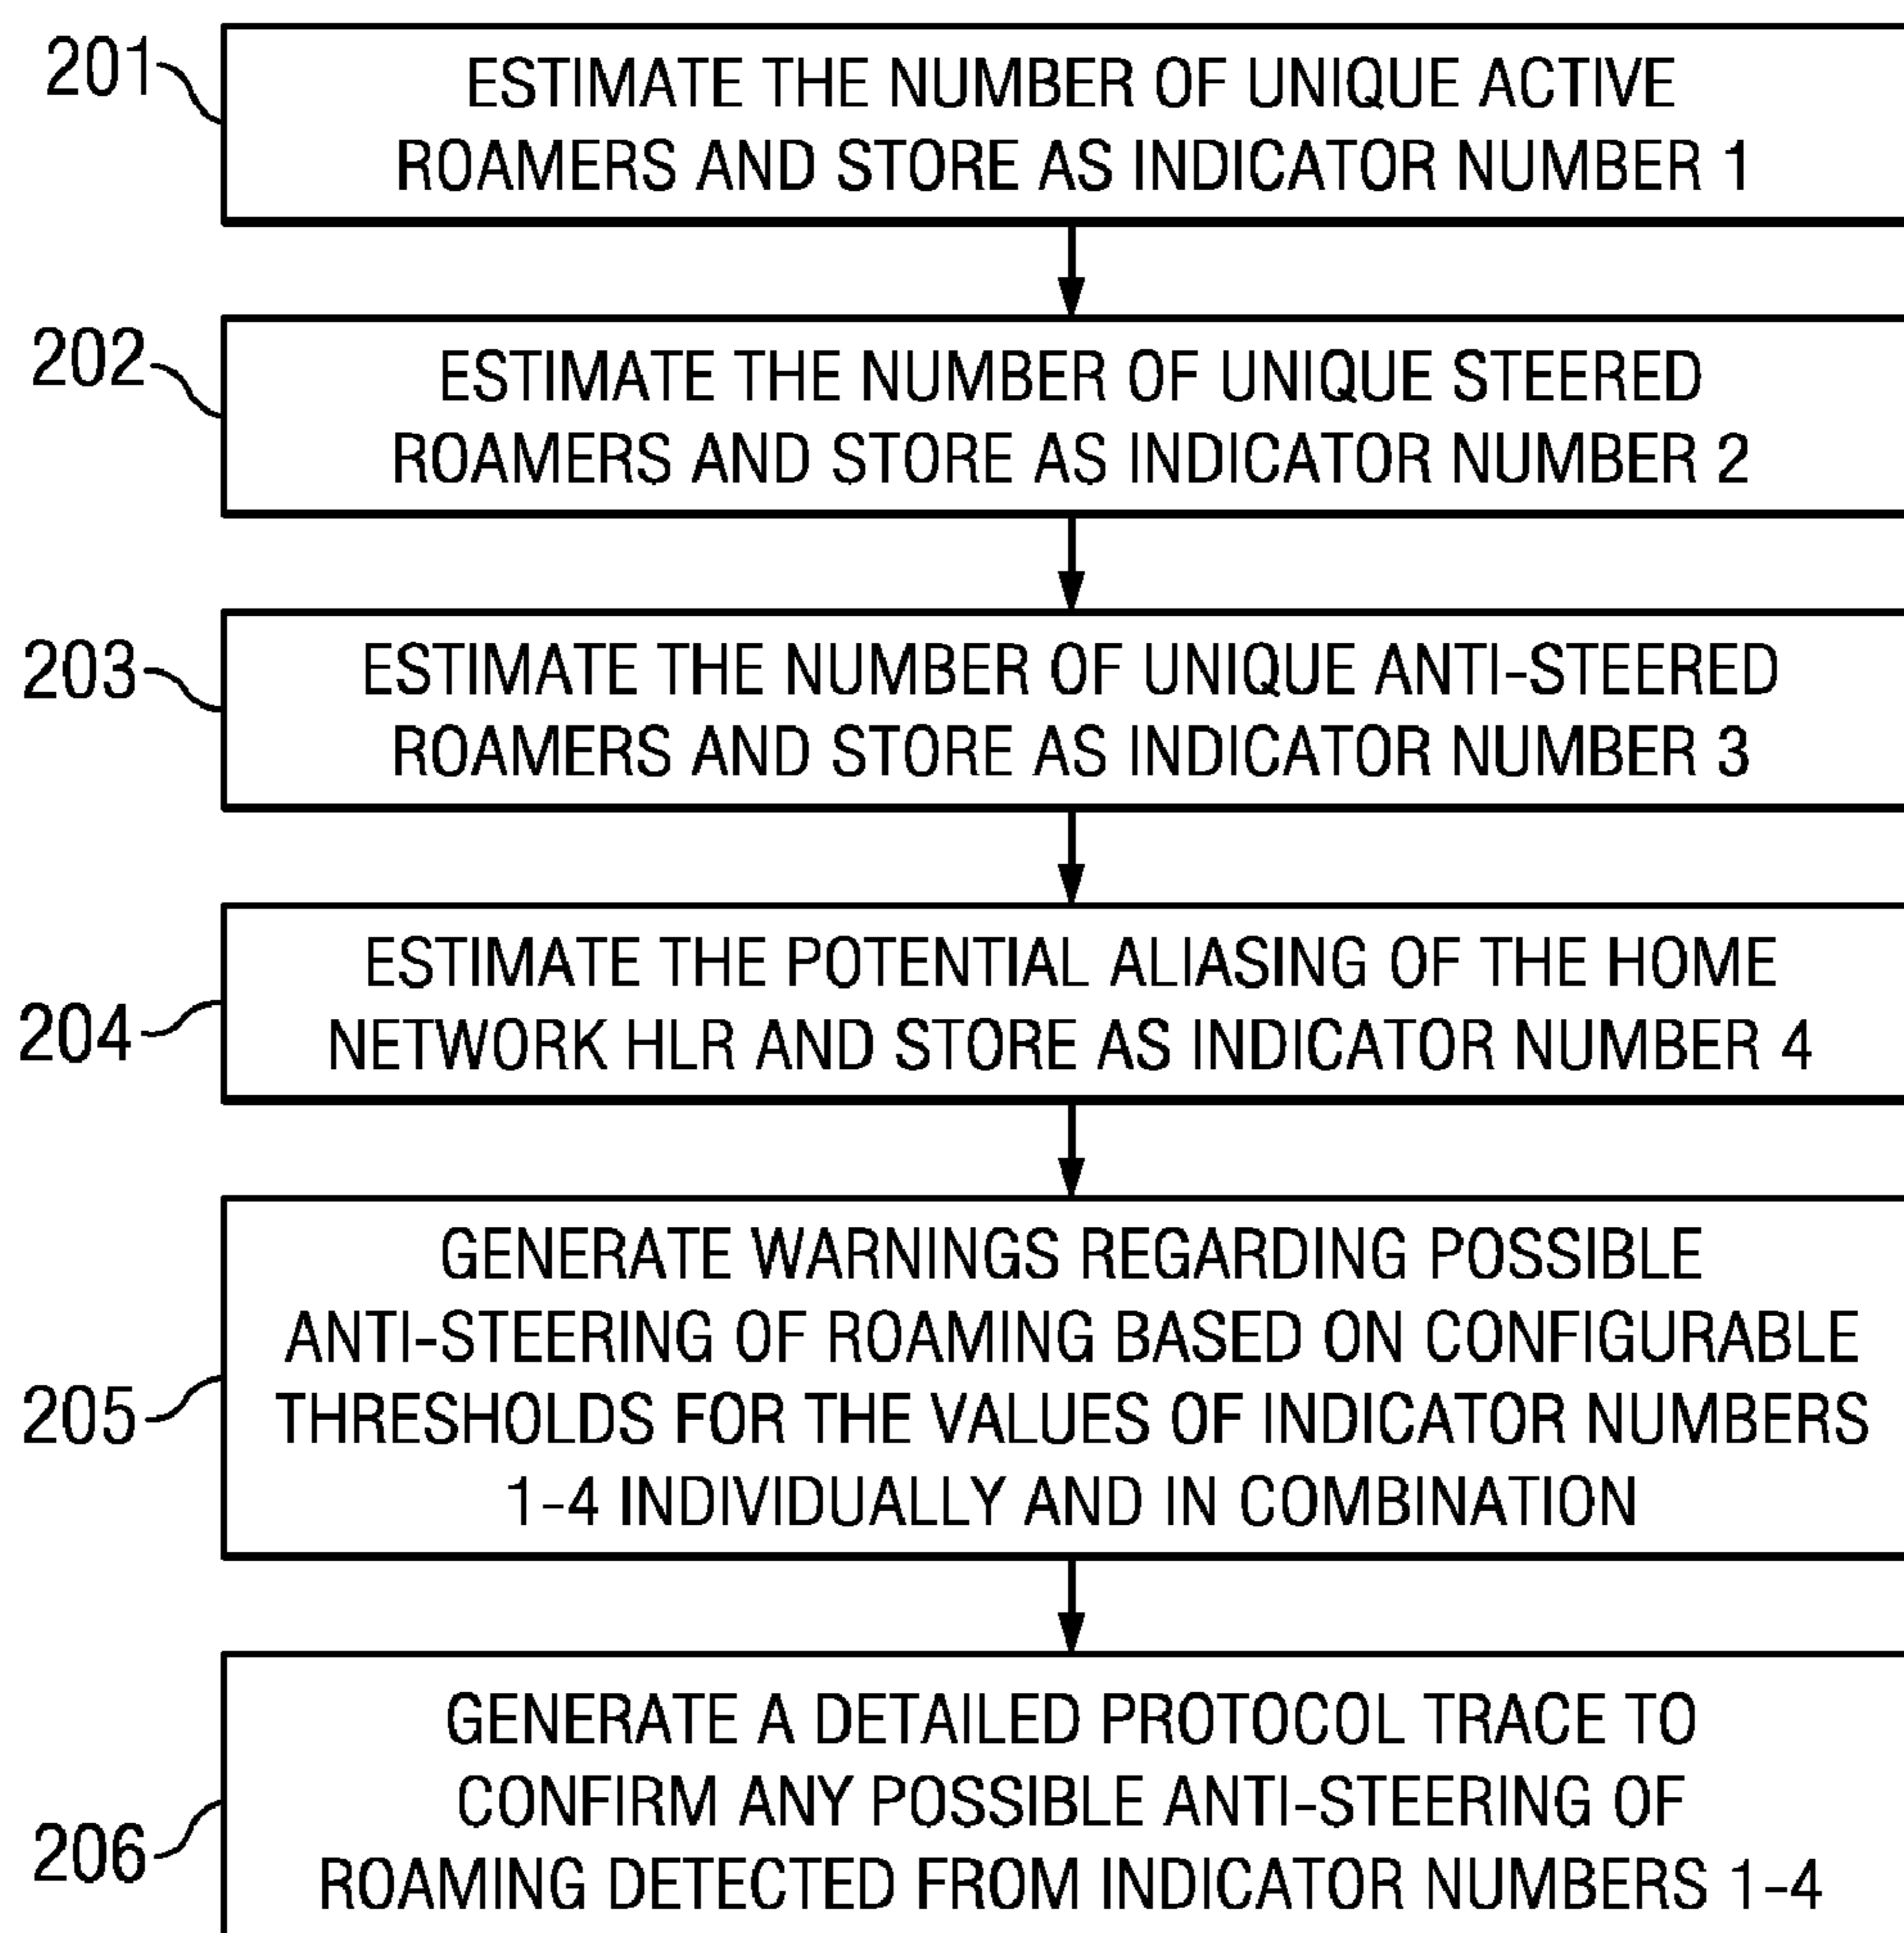 201
ESTIMATE THE NUMBER OF UNIQUE ACTIVE
ROAMERS AND STORE AS INDICATOR NUMBER 1
202
ESTIMATE THE NUMBER OF UNIQUE STEERED
ROAMERS AND STORE AS INDICATOR NUMBER 2
203
ESTIMATE THE NUMBER OF UNIQUE ANTI-STEERED
ROAMERS AND STORE AS INDICATOR NUMBER 3
204
ESTIMATE THE POTENTIAL ALIASING OF THE HOME
NETWORK HLR AND STORE AS INDICATOR NUMBER 4
205
GENERATE WARNINGS REGARDING POSSIBLE
ANTI-STEERING OF ROAMING BASED ON CONFIGURABLE
THRESHOLDS FOR THE VALUES OF INDICATOR NUMBERS
1-4 INDIVIDUALLY AND IN COMBINATION
206
GENERATE A DETAILED PROTOCOL TRACE TO
CONFIRM ANY POSSIBLE ANTI-STEERING OF
ROAMING DETECTED FROM INDICATOR NUMBERS 1-4